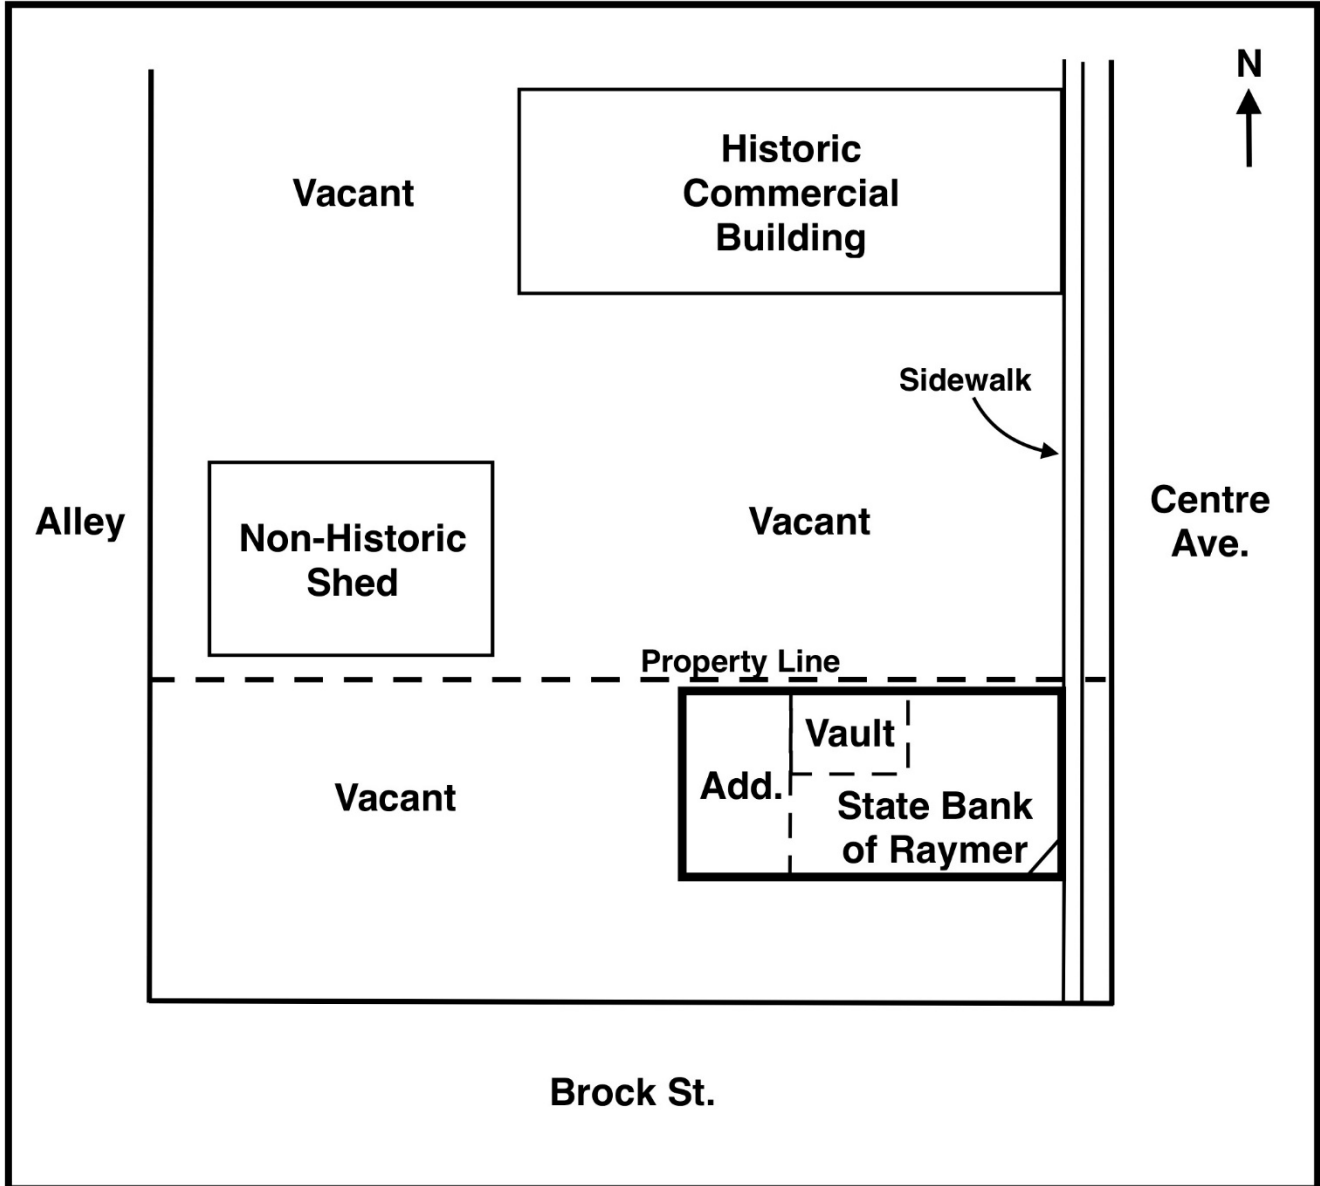 N
Historic
Commercial
Building
Vacant
Sidewalk
Alley
Non-Historic
Shed
Vacant
Centre
Ave.
Property Line
Vault
Add.
State Bank
of Raymer
Vacant
Brock St.